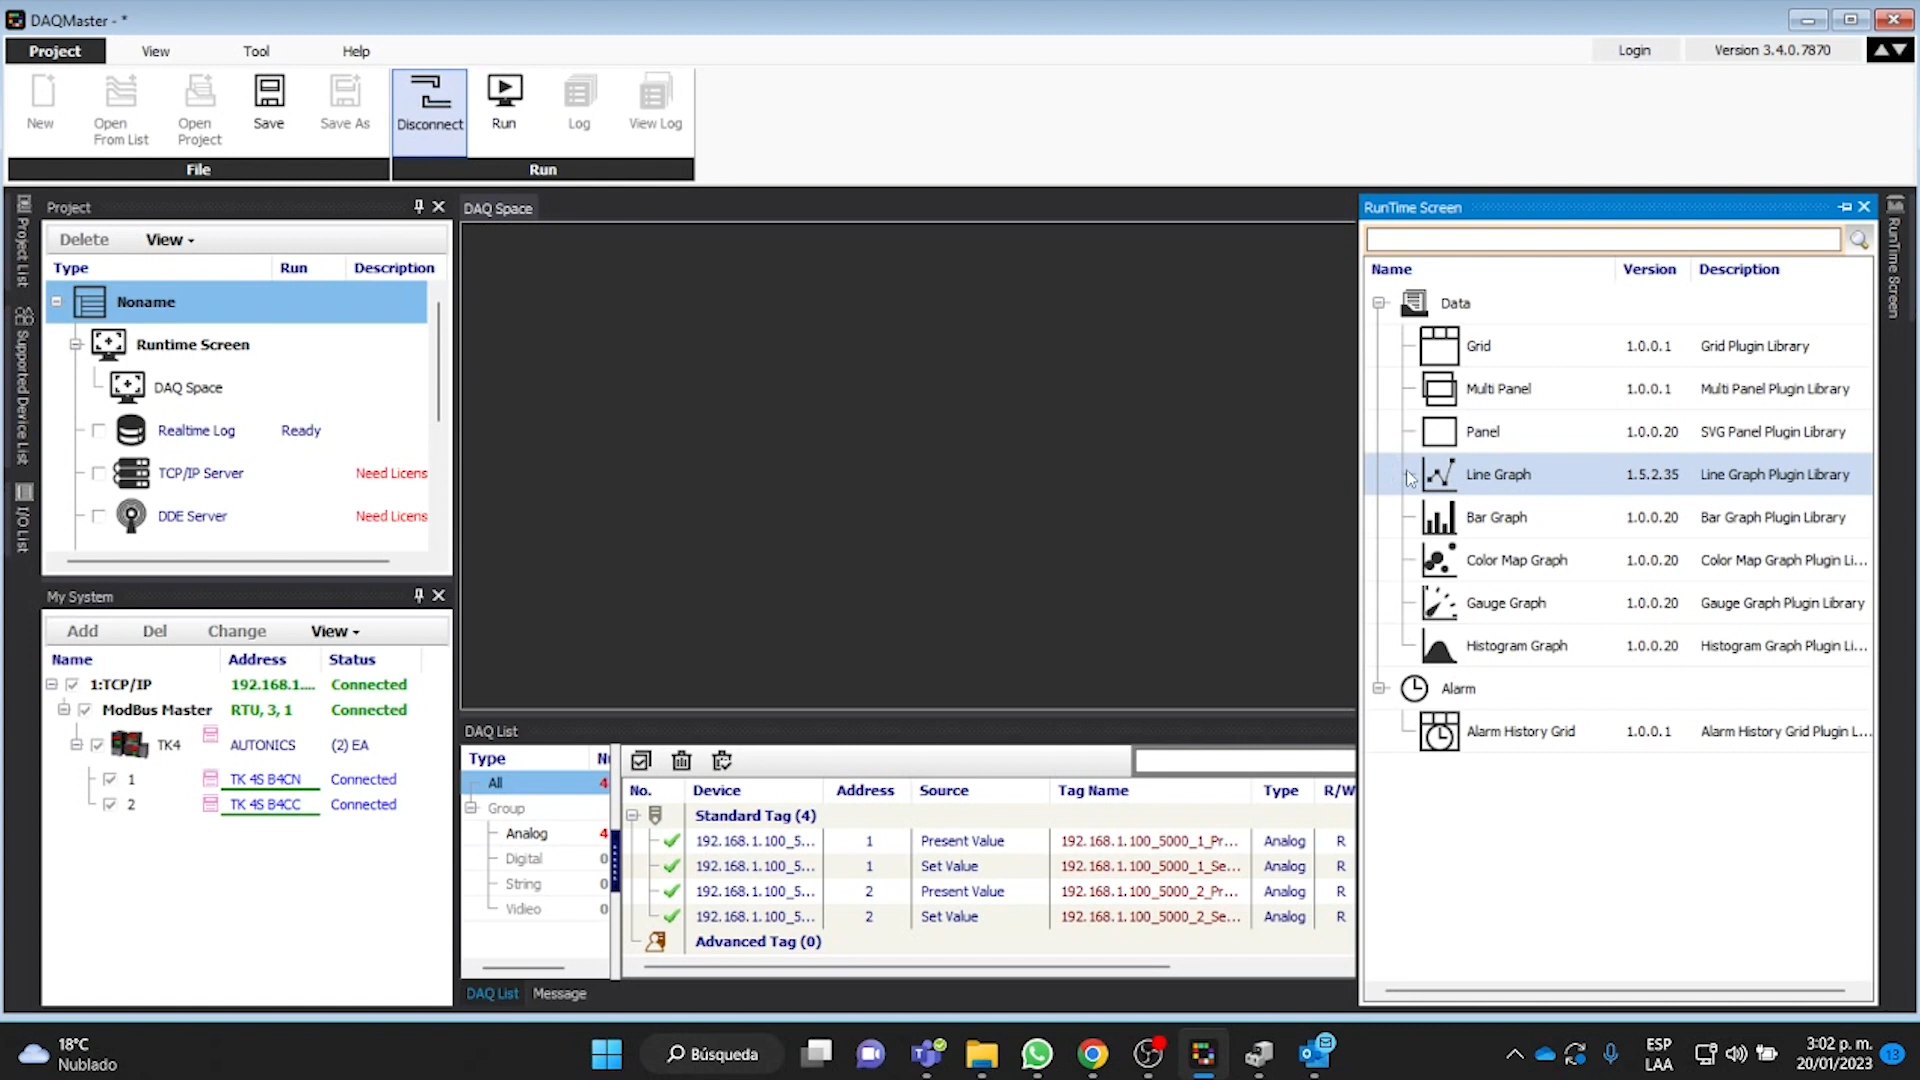 DAQMaster - *
Project View Tool Help Login Version 3.4.0.7870
New Open From List Open Project Save Save As Disconnect Run Log View Log
File Run
Project List
Supported Device List
I/O List
Project
Delete View
Type Run Description
Noname
Runtime Screen
DAQ Space
Realtime Log Ready
TCP/IP Server Need Licens
DDE Server Need Licens
My System
Add Del Change View
Name Address Status
1:TCP/IP 192.168.1.... Connected
ModBus Master RTU, 3, 1 Connected
TK4 AUTONICS (2) EA
1 TK 4S B4CN Connected
2 TK 4S B4CC Connected
DAQ Space
DAQ List
Type Nu
All 4
Group
Analog 4
Digital 0
String 0
Vidieo 0
No. Device Address Source Tag Name Type R/W
Standard Tag (4)
192.168.1.100_5... 1 Present Value 192.168.1.100_5000_1_Pr... Analog R
192.168.1.100_5... 1 Set Value 192.168.1.100_5000_1_Se... Analog R
192.168.1.100_5... 2 Present Value 192.168.1.100_5000_2_Pr... Analog R
192.168.1.100_5... 2 Set Value 192.168.1.100_5000_2_Se... Analog R
Advanced Tag (0)
DAQ List Message
RunTime Screen
Name Version Description
Data
Grid 1.0.0.1 Grid Plugin Library
Multi Panel 1.0.0.1 Multi Panel Plugin Library
Panel 1.0.0.20 SVG Panel Plugin Library
Line Graph 1.5.2.35 Line Graph Plugin Library
Bar Graph 1.0.0.20 Bar Graph Plugin Library
Color Map Graph 1.0.0.20 Color Map Graph Plugin Li...
Gauge Graph 1.0.0.20 Gauge Graph Plugin Library
Histogram Graph 1.0.0.20 Histogram Graph Plugin Li...
Alarm
Alarm History Grid 1.0.0.1 Alarm History Grid Plugin L...
RunTime Screen
18°C
Nublado
Búsqueda
ESP
LAA
3:02 p. m.
20/01/2023
13